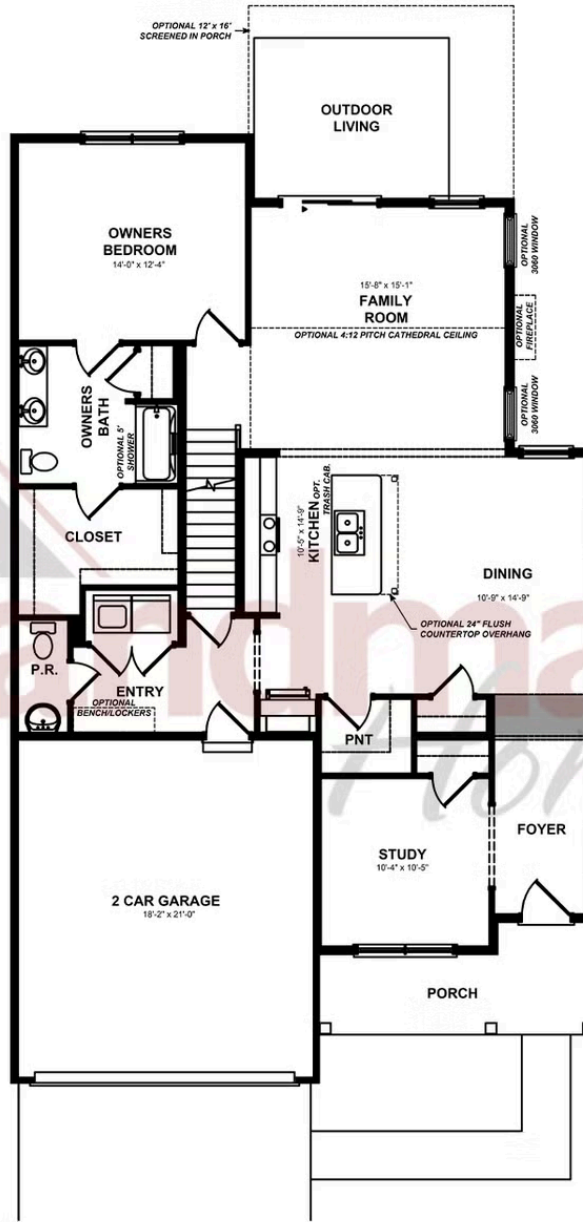 OPTIONAL 12' x 16'
SCREENED IN PORCH
OUTDOOR
LIVING
OWNERS
BEDROOM
14'-0" x 12'-4"
OPTIONAL
3060 WINDOW
15'-8" x 15'-1"
FAMILY
ROOM
OPTIONAL 4:12 PITCH CATHEDRAL CEILING
OPTIONAL
FIREPLACE
OPTIONAL
3060 WINDOW
OWNERS
BATH
OPTIONAL 5'
SHOWER
CLOSET
KITCHEN
10'-5" x 14'-9"
OPT.
TRASH CAB.
DINING
10'-9" x 14'-9"
OPTIONAL 24" FLUSH
COUNTERTOP OVERHANG
P.R.
ENTRY
OPTIONAL
BENCH/LOCKERS
PNT
FOYER
STUDY
10'-4" x 10'-5"
2 CAR GARAGE
18'-2" x 21'-0"
PORCH